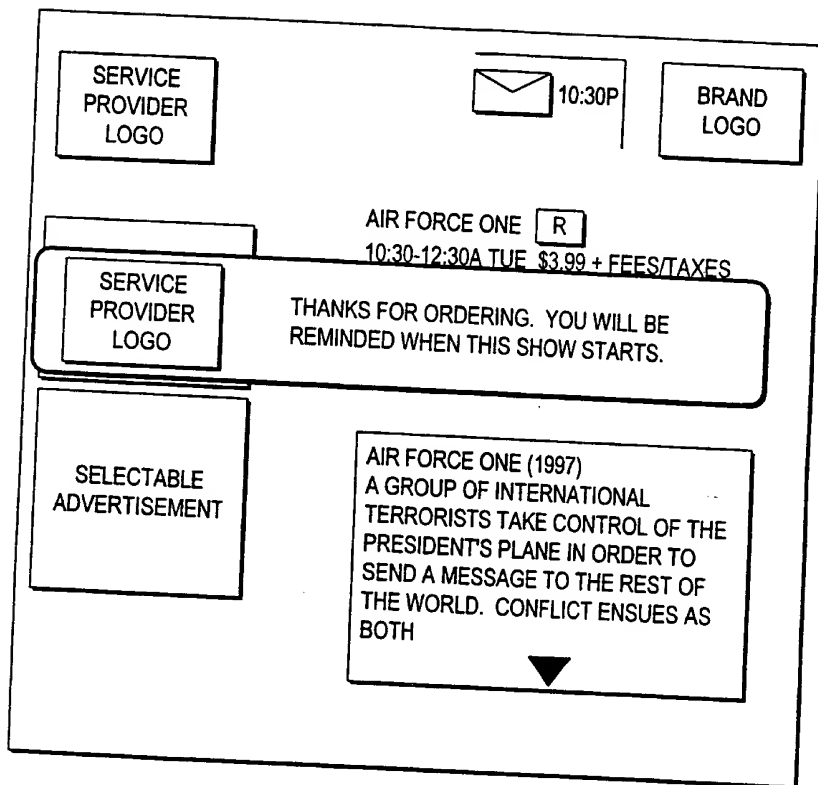 SERVICE
PROVIDER
LOGO
10:30P
BRAND
LOGO
AIR FORCE ONE R
10:30-12:30A TUE $3.99 + FEES/TAXES
SERVICE
PROVIDER
LOGO
THANKS FOR ORDERING. YOU WILL BE
REMINDED WHEN THIS SHOW STARTS.
SELECTABLE
ADVERTISEMENT
AIR FORCE ONE (1997)
A GROUP OF INTERNATIONAL
TERRORISTS TAKE CONTROL OF THE
PRESIDENT'S PLANE IN ORDER TO
SEND A MESSAGE TO THE REST OF
THE WORLD. CONFLICT ENSUES AS
BOTH